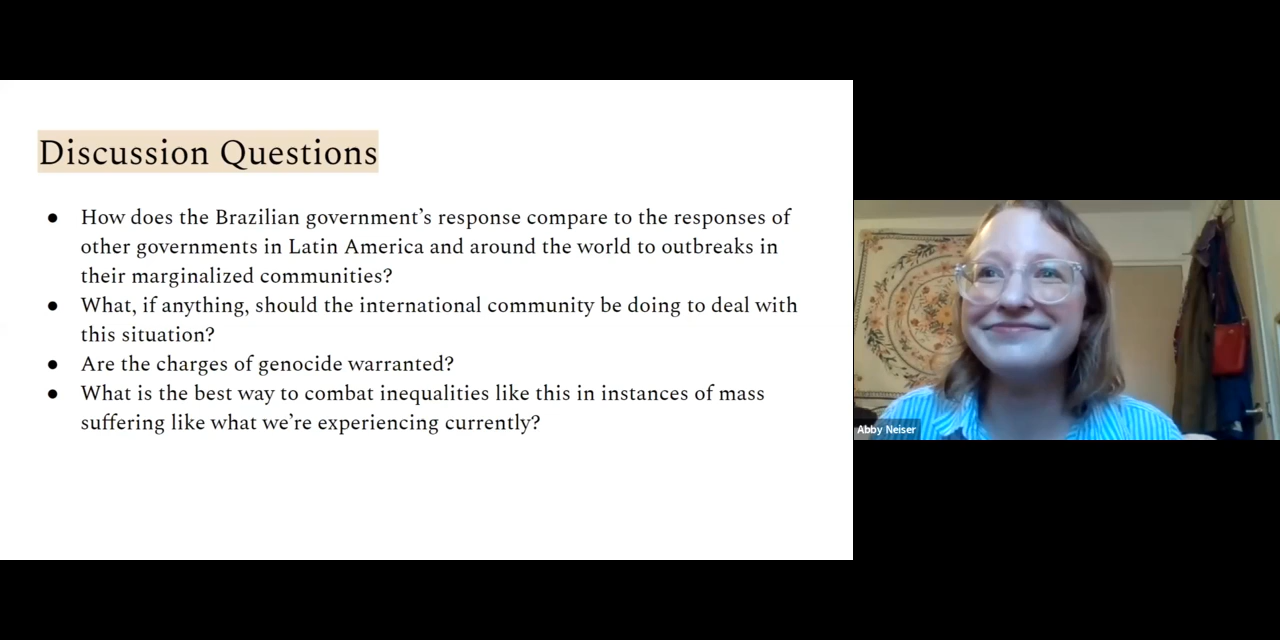 Discussion Questions
● How does the Brazilian government’s response compare to the responses of
other governments in Latin America and around the world to outbreaks in
their marginalized communities?
● What, if anything, should the international community be doing to deal with
this situation?
● Are the charges of genocide warranted?
● What is the best way to combat inequalities like this in instances of mass
suffering like what we’re experiencing currently?
Abby Neiser